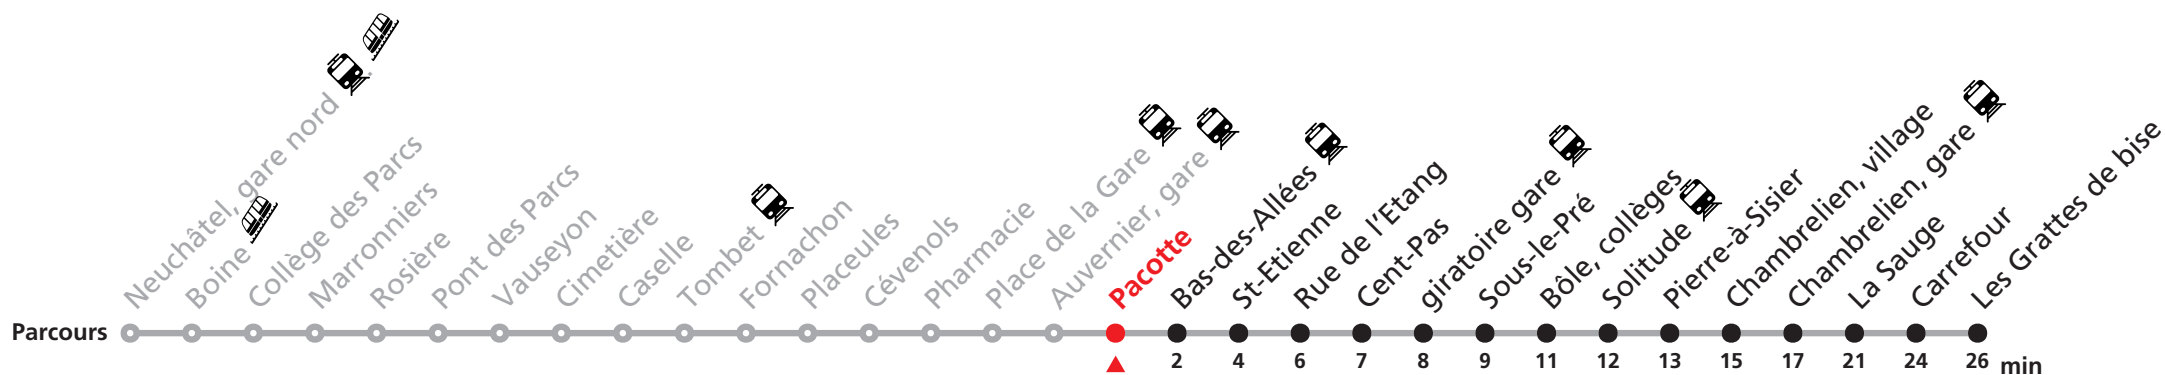 Neuchâtel, gare nord
Boine
Collège des Parcs
Marronniers
Rosière
Pont des Parcs
Vauseyon
Cimetière
Caselle
Tombet
Fornachon
Placeules
Cévenols
Pharmacie
Place de la Gare
Auvernier, gare
Pacotte
Bas-des-Allées
St-Etienne
Rue de l'Etang
Cent-Pas
giratoire gare
Sous-le-Pré
Bôle, collèges
Solitude
Pierre-à-Sisier
Chambrelien, village
Chambrelien, gare
La Sauge
Carrefour
Les Grattes de bise
Parcours
2 4 6 7 8 9 11 12 13 15 17 21 24 26 min